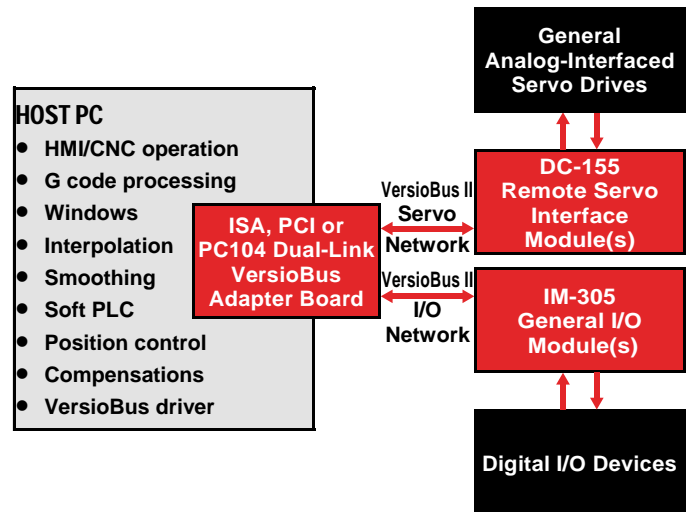 HOST PC
● HMI/CNC operation
● G code processing
● Windows
● Interpolation
● Smoothing
● Soft PLC
● Position control
● Compensations
● VersioBus driver
ISA, PCI or
PC104 Dual-Link
VersioBus
Adapter Board
VersioBus II
Servo
Network
VersioBus II
I/O
Network
General
Analog-Interfaced
Servo Drives
DC-155
Remote Servo
Interface
Module(s)
IM-305
General I/O
Module(s)
Digital I/O Devices